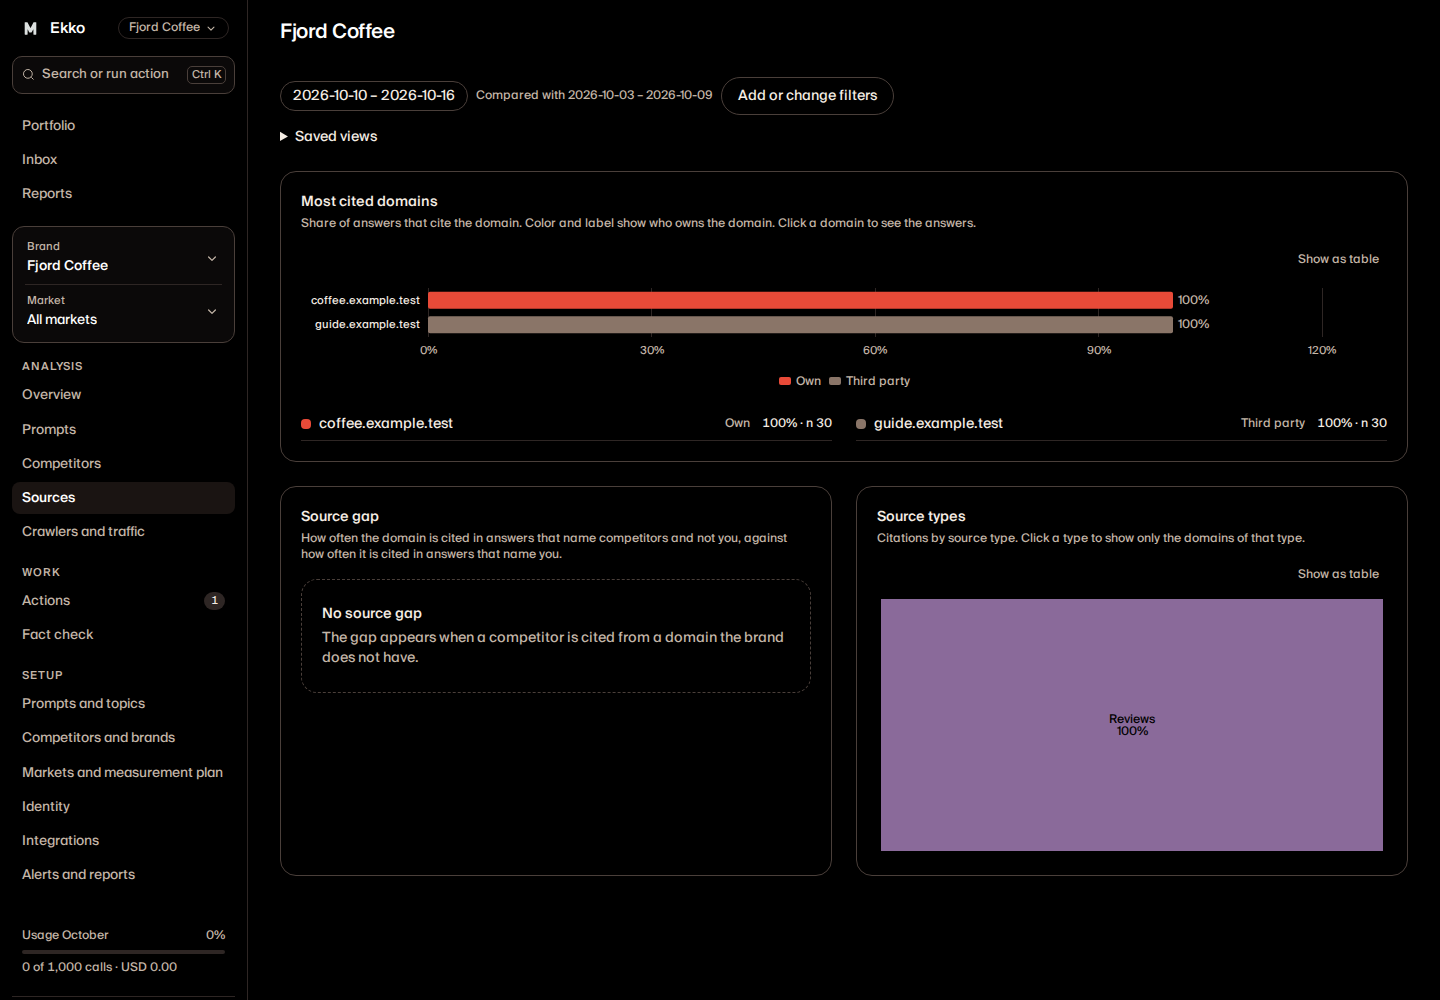 Ekko
Fjord Coffee
Search or run action
Ctrl K
Portfolio
Inbox
Reports
Brand
Fjord Coffee
Market
All markets
ANALYSIS
Overview
Prompts
Competitors
Sources
Crawlers and traffic
WORK
Actions
1
Fact check
SETUP
Prompts and topics
Competitors and brands
Markets and measurement plan
Identity
Integrations
Alerts and reports
Usage October
0%
0 of 1,000 calls · USD 0.00
Fjord Coffee
2026-10-10 – 2026-10-16
Compared with 2026-10-03 – 2026-10-09
Add or change filters
Saved views
Most cited domains
Share of answers that cite the domain. Color and label show who owns the domain. Click a domain to see the answers.
Show as table
coffee.example.test
100%
guide.example.test
100%
0%
30%
60%
90%
120%
Own
Third party
coffee.example.test
Own
100% · n 30
guide.example.test
Third party
100% · n 30
Source gap
How often the domain is cited in answers that name competitors and not you, against
how often it is cited in answers that name you.
No source gap
The gap appears when a competitor is cited from a domain the brand
does not have.
Source types
Citations by source type. Click a type to show only the domains of that type.
Show as table
Reviews
100%